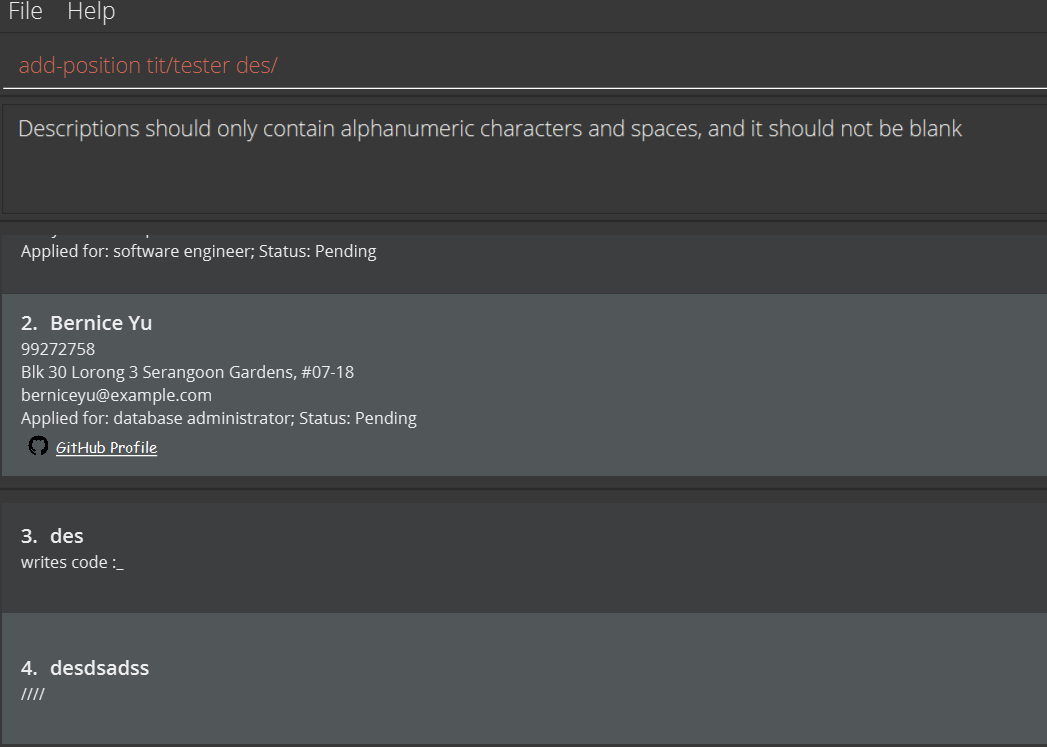 File Help
add-position tit/tester des/
Descriptions should only contain alphanumeric characters and spaces, and it should not be blank
Applied for: software engineer; Status: Pending
2. Bernice Yu
99272758
Blk 30 Lorong 3 Serangoon Gardens, #07-18
berniceyu@example.com
Applied for: database administrator; Status: Pending
GitHub Profile
3. des
writes code :_
4. desdsadss
////